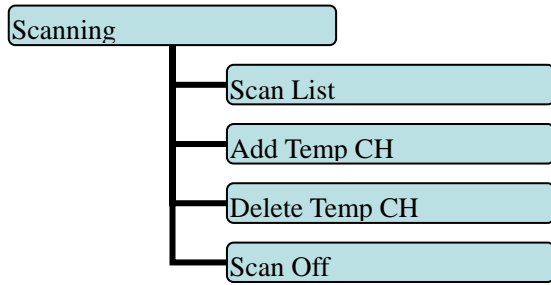 Scanning
Scan List
Add Temp CH
Delete Temp CH
Scan Off